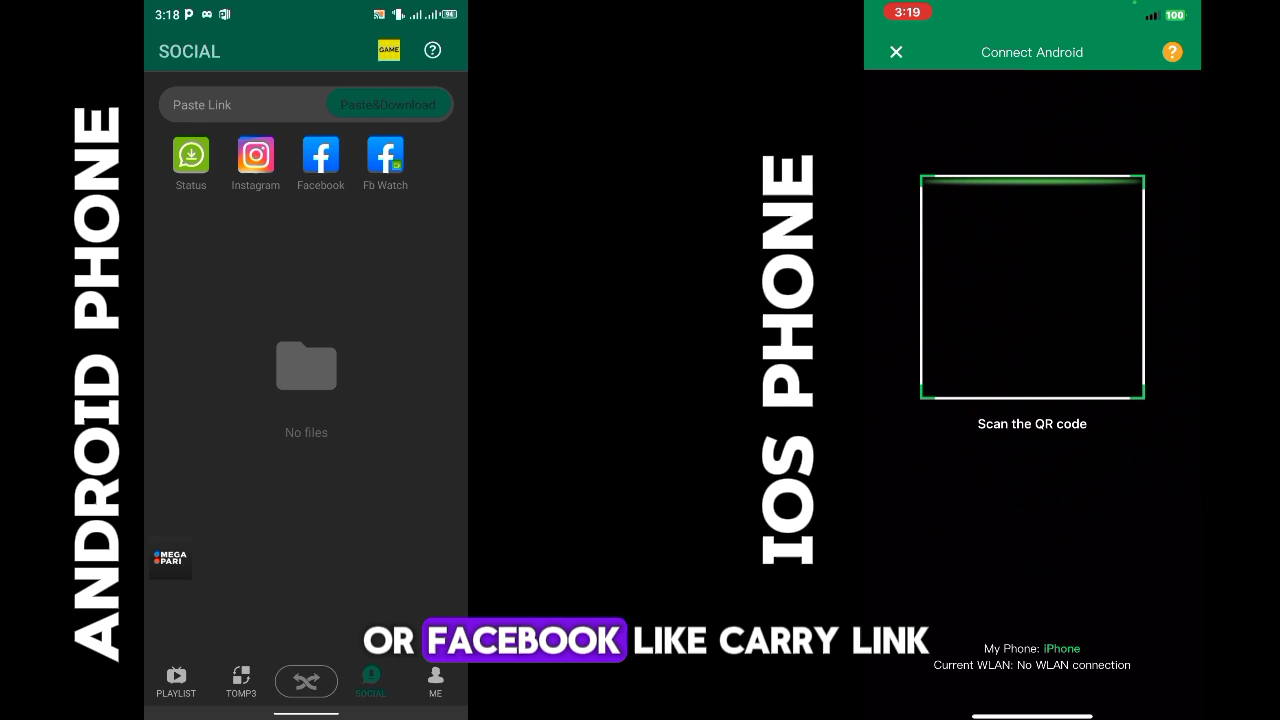 ANDROID PHONE
3:18
94
SOCIAL
GAME
Paste Link
Paste&Download
Status
Instagram
Facebook
Fb Watch
No files
MEGA
PARI
PLAYLIST
TOMP3
SOCIAL
ME
IOS PHONE
3:19
100
Connect Android
Scan the QR code
My Phone: iPhone
Current WLAN: No WLAN connection
OR FACEBOOK LIKE CARRY LINK